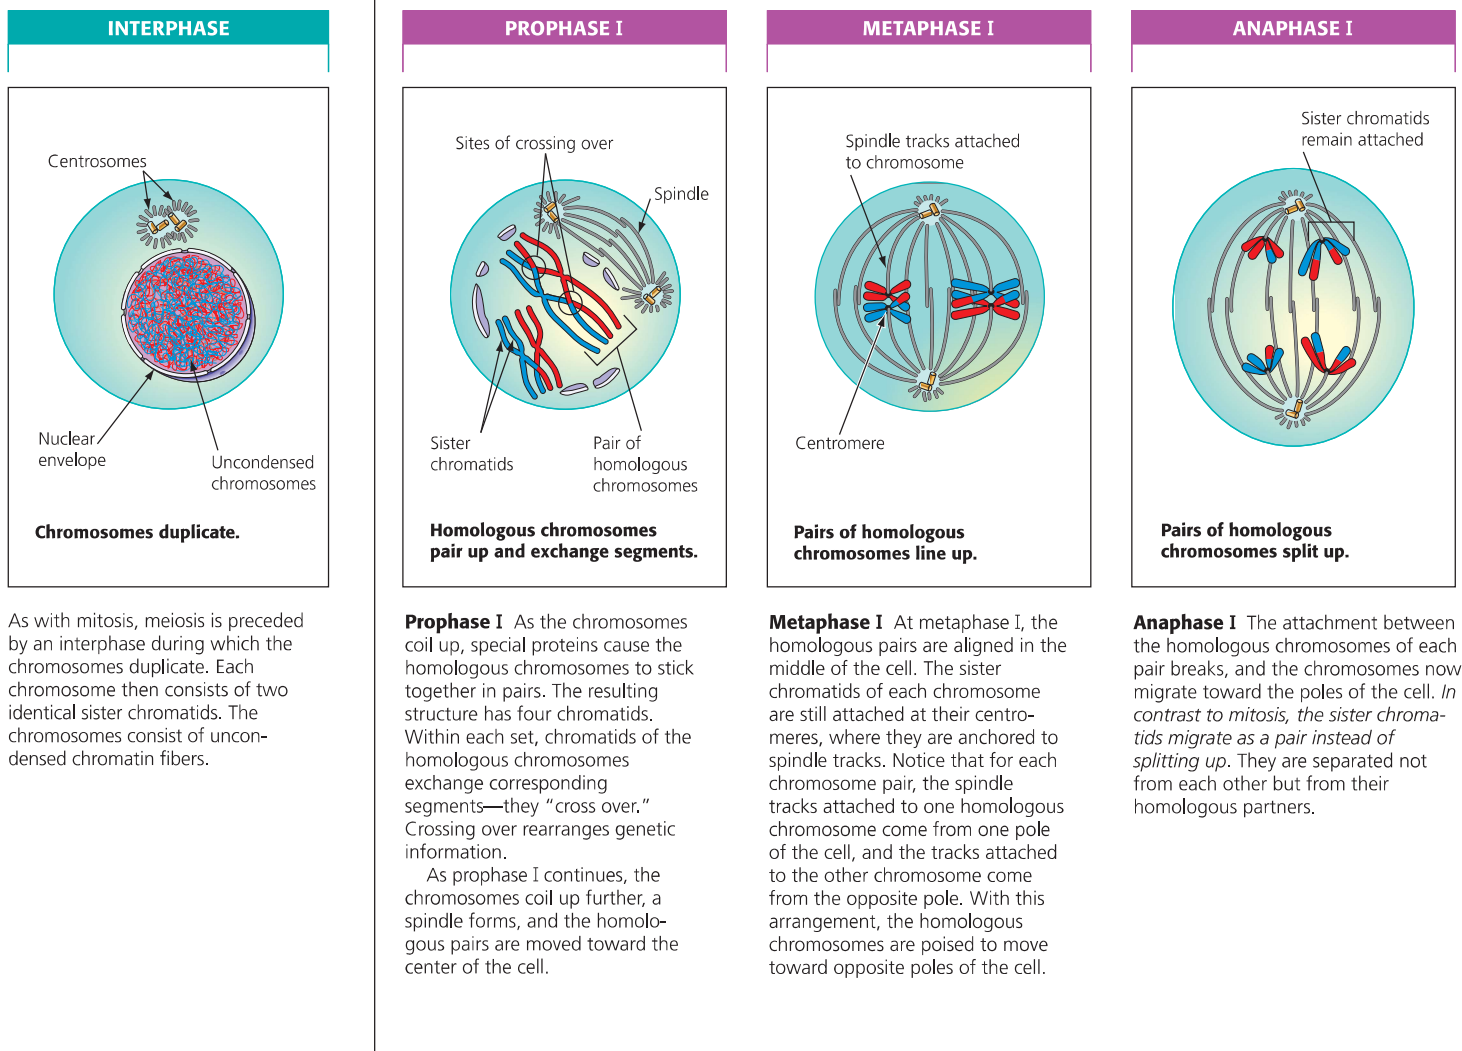 INTERPHASE
Centrosomes
Nuclear
envelope
Uncondensed
chromosomes
Chromosomes duplicate.
As with mitosis, meiosis is preceded
by an interphase during which the
chromosomes duplicate. Each
chromosome then consists of two
identical sister chromatids. The
chromosomes consist of uncon-
densed chromatin fibers.
PROPHASE I
Sites of crossing over
Spindle
Sister
chromatids
Pair of
homologous
chromosomes
Homologous chromosomes
pair up and exchange segments.
Prophase I As the chromosomes
coil up, special proteins cause the
homologous chromosomes to stick
together in pairs. The resulting
structure has four chromatids.
Within each set, chromatids of the
homologous chromosomes
exchange corresponding
segments—they “cross over.”
Crossing over rearranges genetic
information.
As prophase I continues, the
chromosomes coil up further, a
spindle forms, and the homolo-
gous pairs are moved toward the
center of the cell.
METAPHASE I
Spindle tracks attached
to chromosome
Centromere
Pairs of homologous
chromosomes line up.
Metaphase I At metaphase I, the
homologous pairs are aligned in the
middle of the cell. The sister
chromatids of each chromosome
are still attached at their centro-
meres, where they are anchored to
spindle tracks. Notice that for each
chromosome pair, the spindle
tracks attached to one homologous
chromosome come from one pole
of the cell, and the tracks attached
to the other chromosome come
from the opposite pole. With this
arrangement, the homologous
chromosomes are poised to move
toward opposite poles of the cell.
ANAPHASE I
Sister chromatids
remain attached
Pairs of homologous
chromosomes split up.
Anaphase I The attachment between
the homologous chromosomes of each
pair breaks, and the chromosomes now
migrate toward the poles of the cell. In
contrast to mitosis, the sister chroma-
tids migrate as a pair instead of
splitting up. They are separated not
from each other but from their
homologous partners.